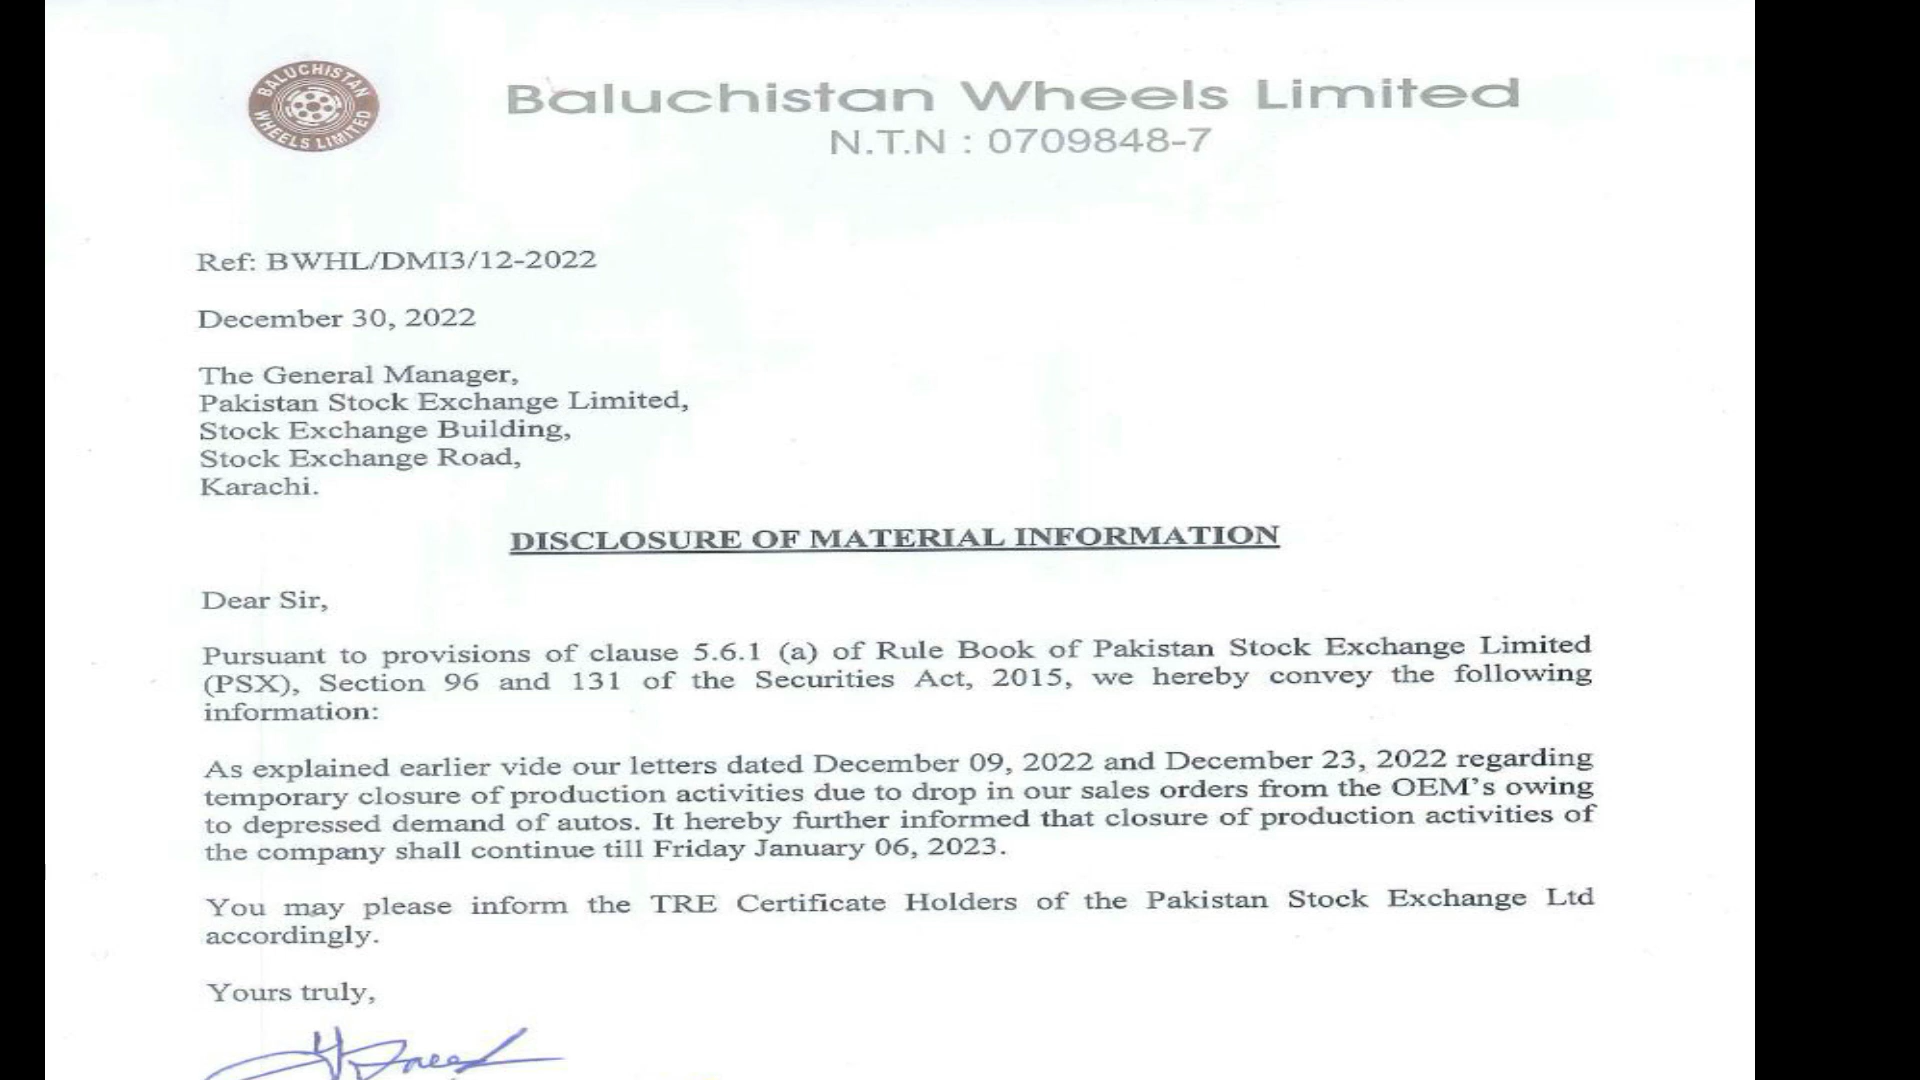 BALUCHISTAN
WHEELS LIMITED
Baluchistan Wheels Limited
N.T.N : 0709848-7
Ref: BWHL/DMI3/12-2022
December 30, 2022
The General Manager,
Pakistan Stock Exchange Limited,
Stock Exchange Building,
Stock Exchange Road,
Karachi.
DISCLOSURE OF MATERIAL INFORMATION
Dear Sir,
Pursuant to provisions of clause 5.6.1 (a) of Rule Book of Pakistan Stock Exchange Limited
(PSX), Section 96 and 131 of the Securities Act, 2015, we hereby convey the following
information:
As explained earlier vide our letters dated December 09, 2022 and December 23, 2022 regarding
temporary closure of production activities due to drop in our sales orders from the OEM's owing
to depressed demand of autos. It hereby further informed that closure of production activities of
the company shall continue till Friday January 06, 2023.
You may please inform the TRE Certificate Holders of the Pakistan Stock Exchange Ltd
accordingly.
Yours truly,